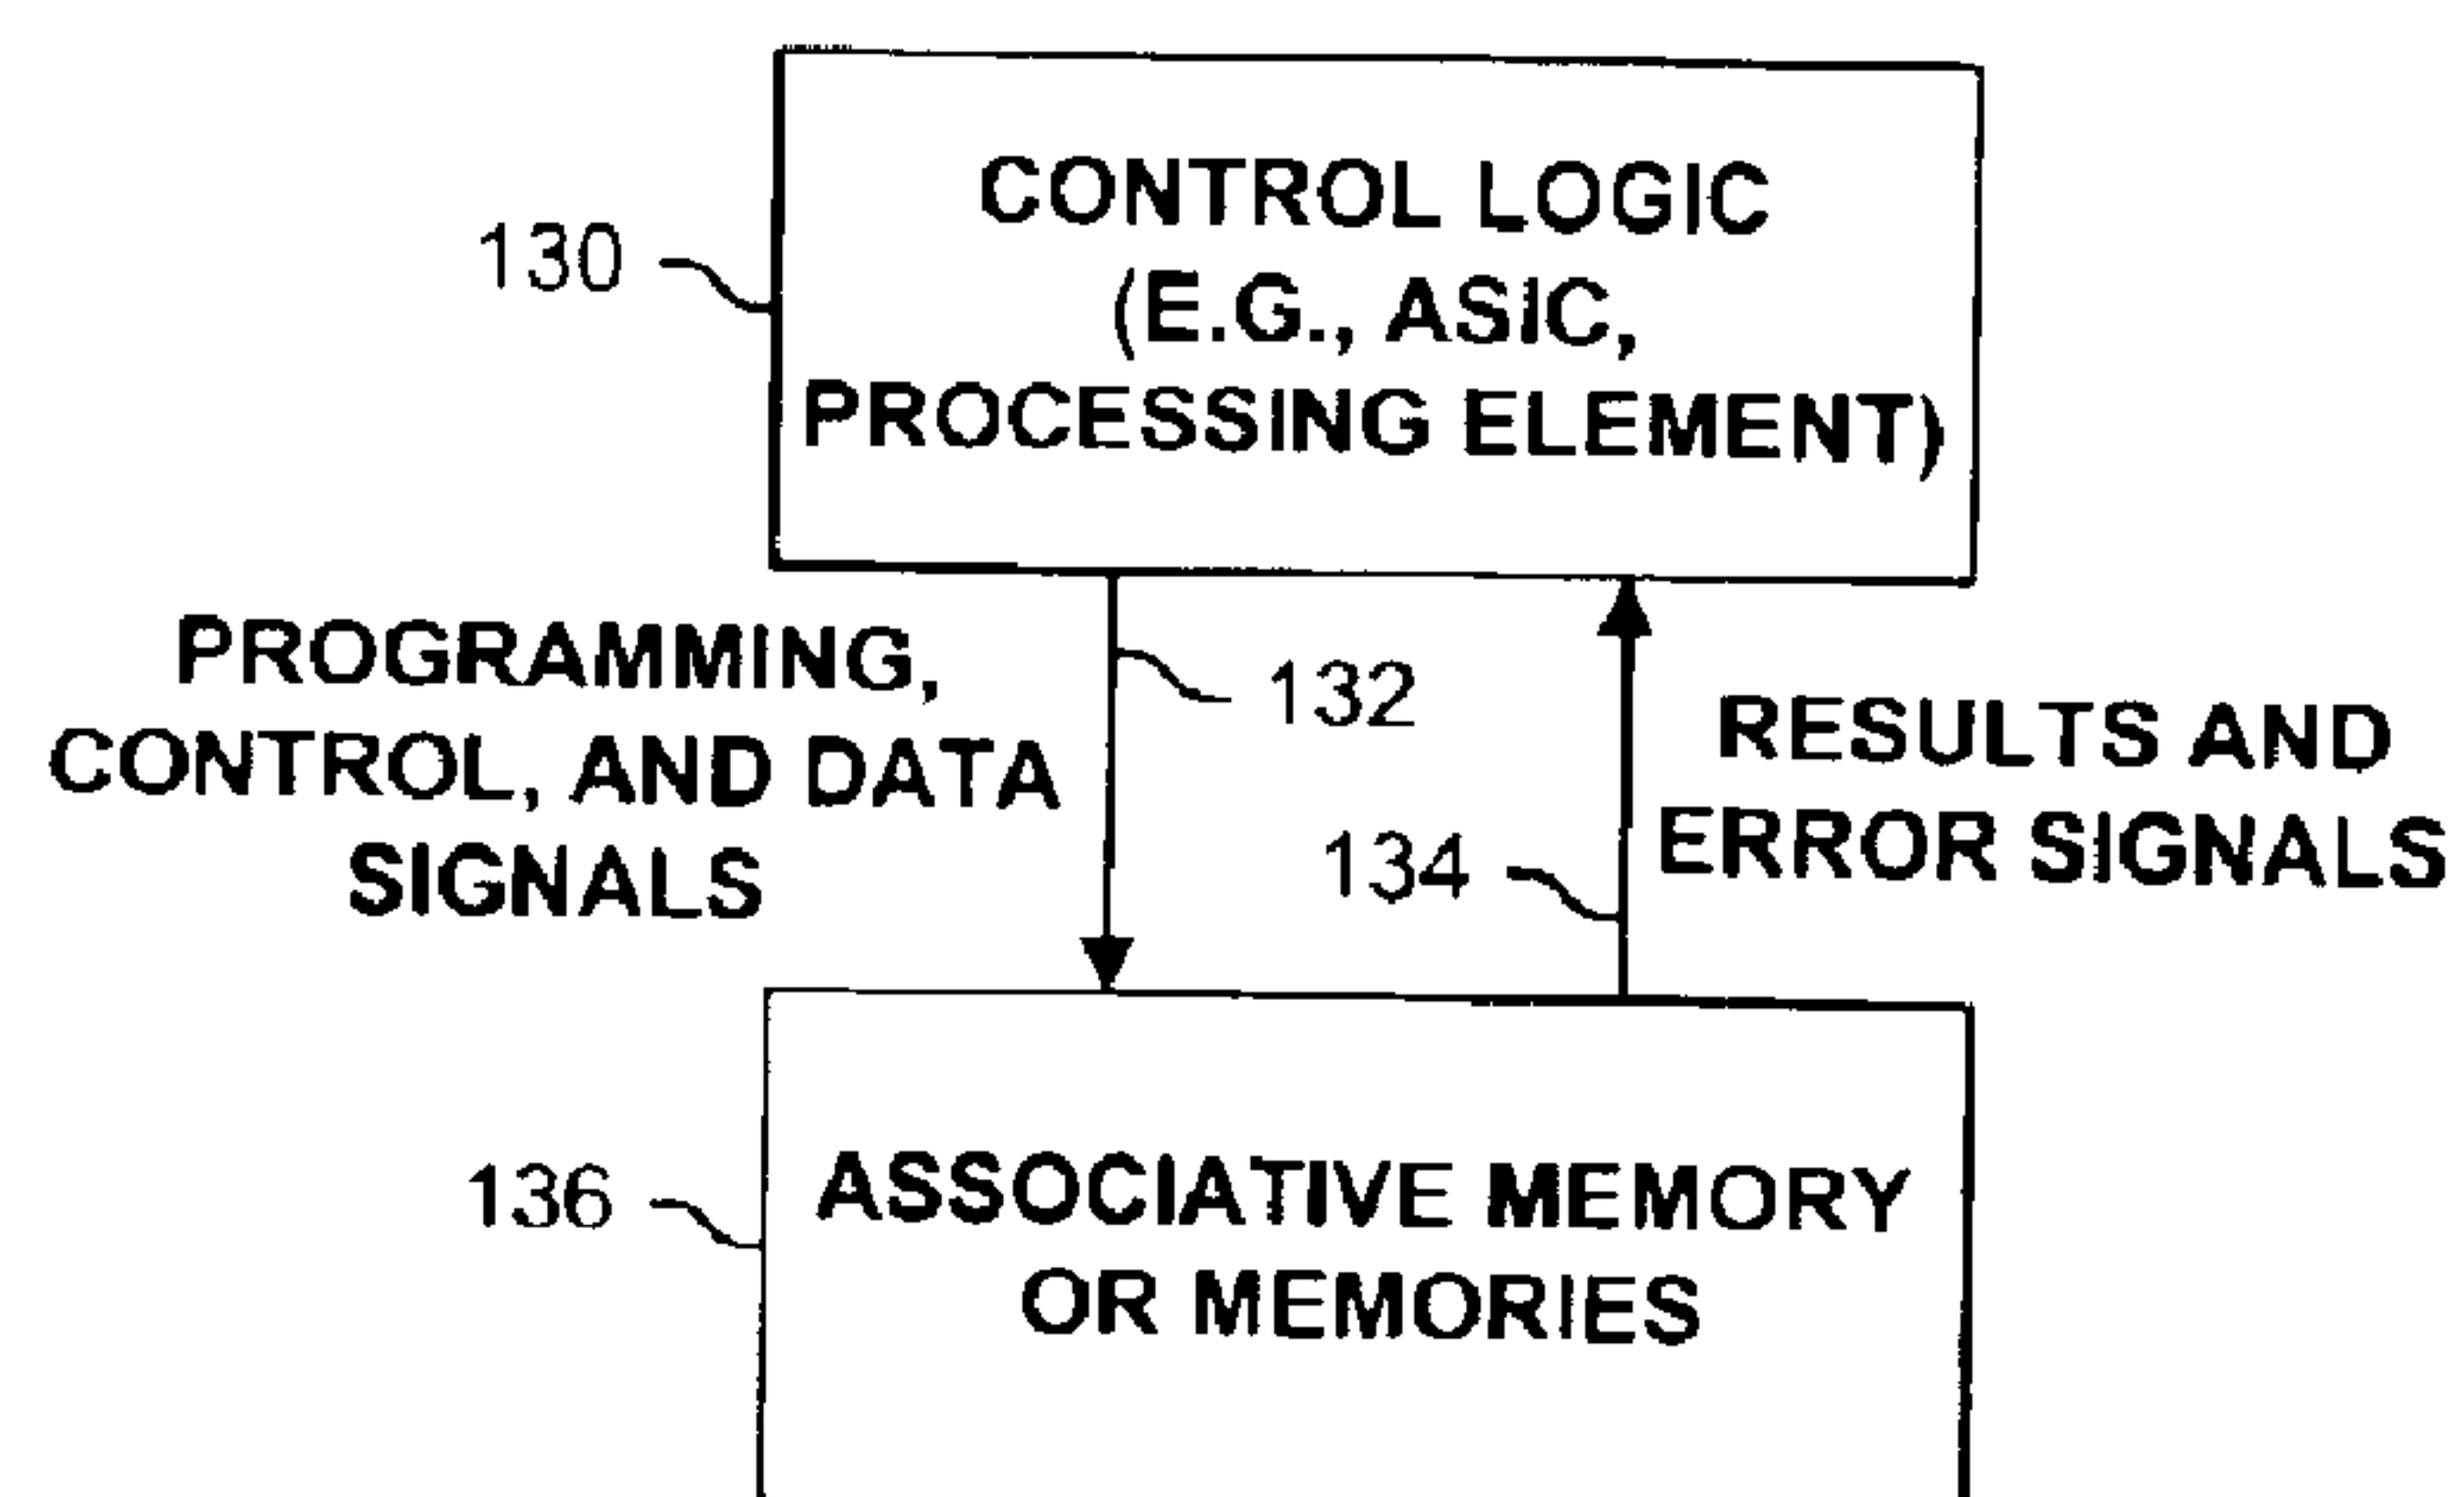 130
CONTROL LOGIC
(E.G., ASIC,
PROCESSING ELEMENT)
PROGRAMMING,
CONTROL, AND DATA
SIGNALS
132
134
RESULTS AND
ERROR SIGNALS
136
ASSOCIATIVE MEMORY
OR MEMORIES